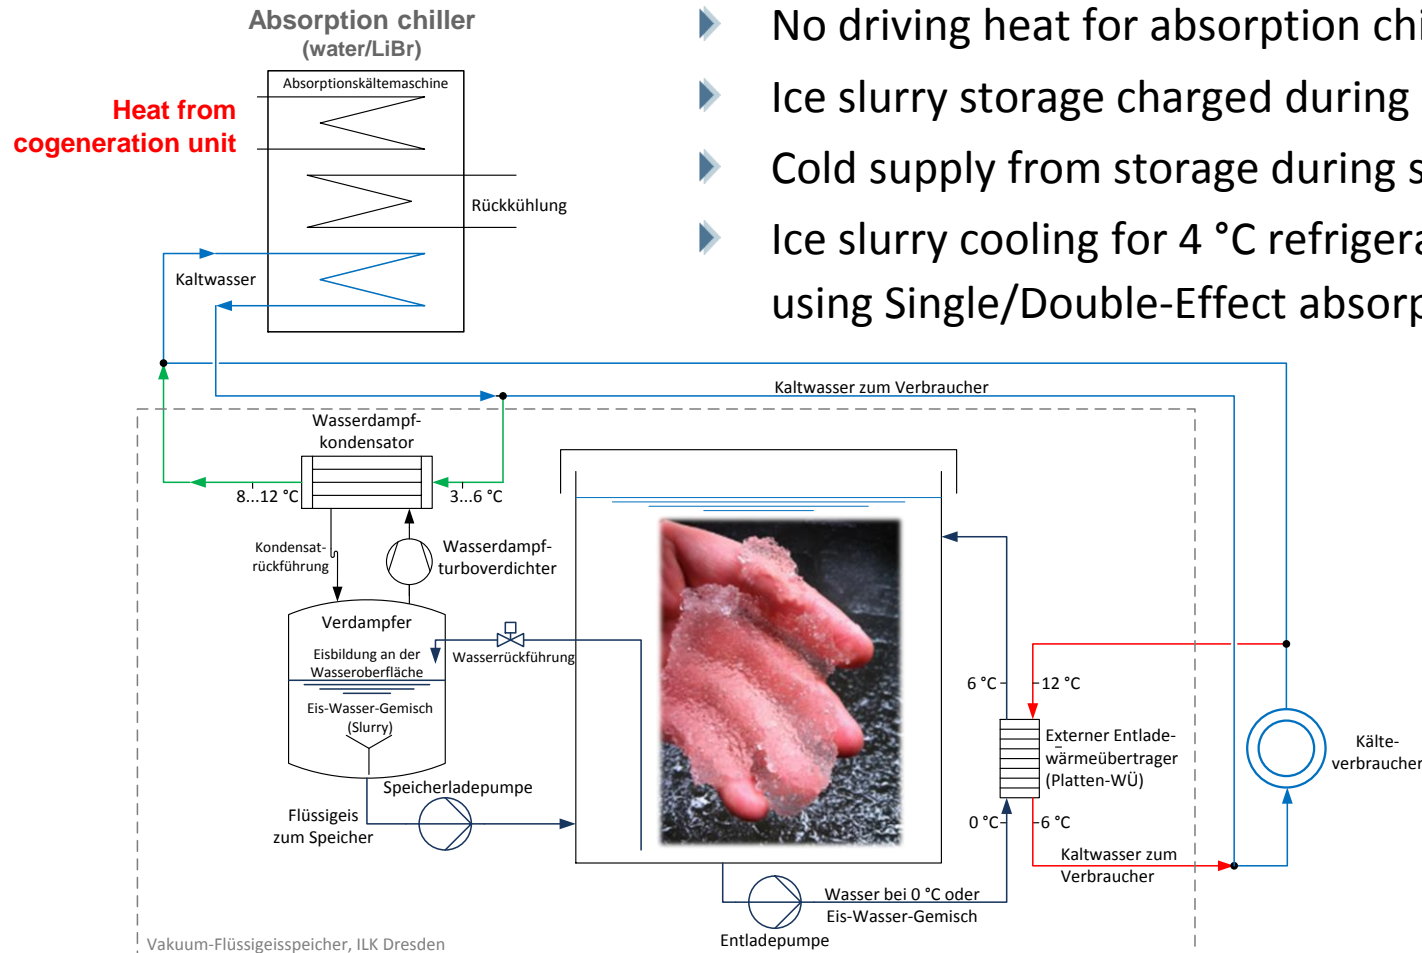 Absorption chiller
(water/LiBr)
Absorptionskältemaschine
Heat from
cogeneration unit
Rückkühlung
Kaltwasser
No driving heat for absorption
Ice slurry storage charged during
Cold supply from storage during
Ice slurry cooling for 4 °C
using Single/Double-Effect
Kaltwasser zum Verbraucher
Wasserdampf-
kondensator
8...12 °C
3...6 °C
Kondensat-
rückführung
Wasserdampf-
turboverdichter
Verdampfer
Eisbildung an der
Wasseroberfläche
Wasserrückführung
Eis-Wasser-Gemisch
(Slurry)
Speicherladepumpe
Flüssigeis
zum Speicher
6 °C
12 °C
Externer Entlade-
wärmeübertrager
(Platten-WÜ)
Kälte-
verbraucher
0 °C
6 °C
Kaltwasser zum
Verbraucher
Wasser bei 0 °C oder
Eis-Wasser-Gemisch
Entladepumpe
Vakuum-Flüssigeisspeicher, ILK Dresden